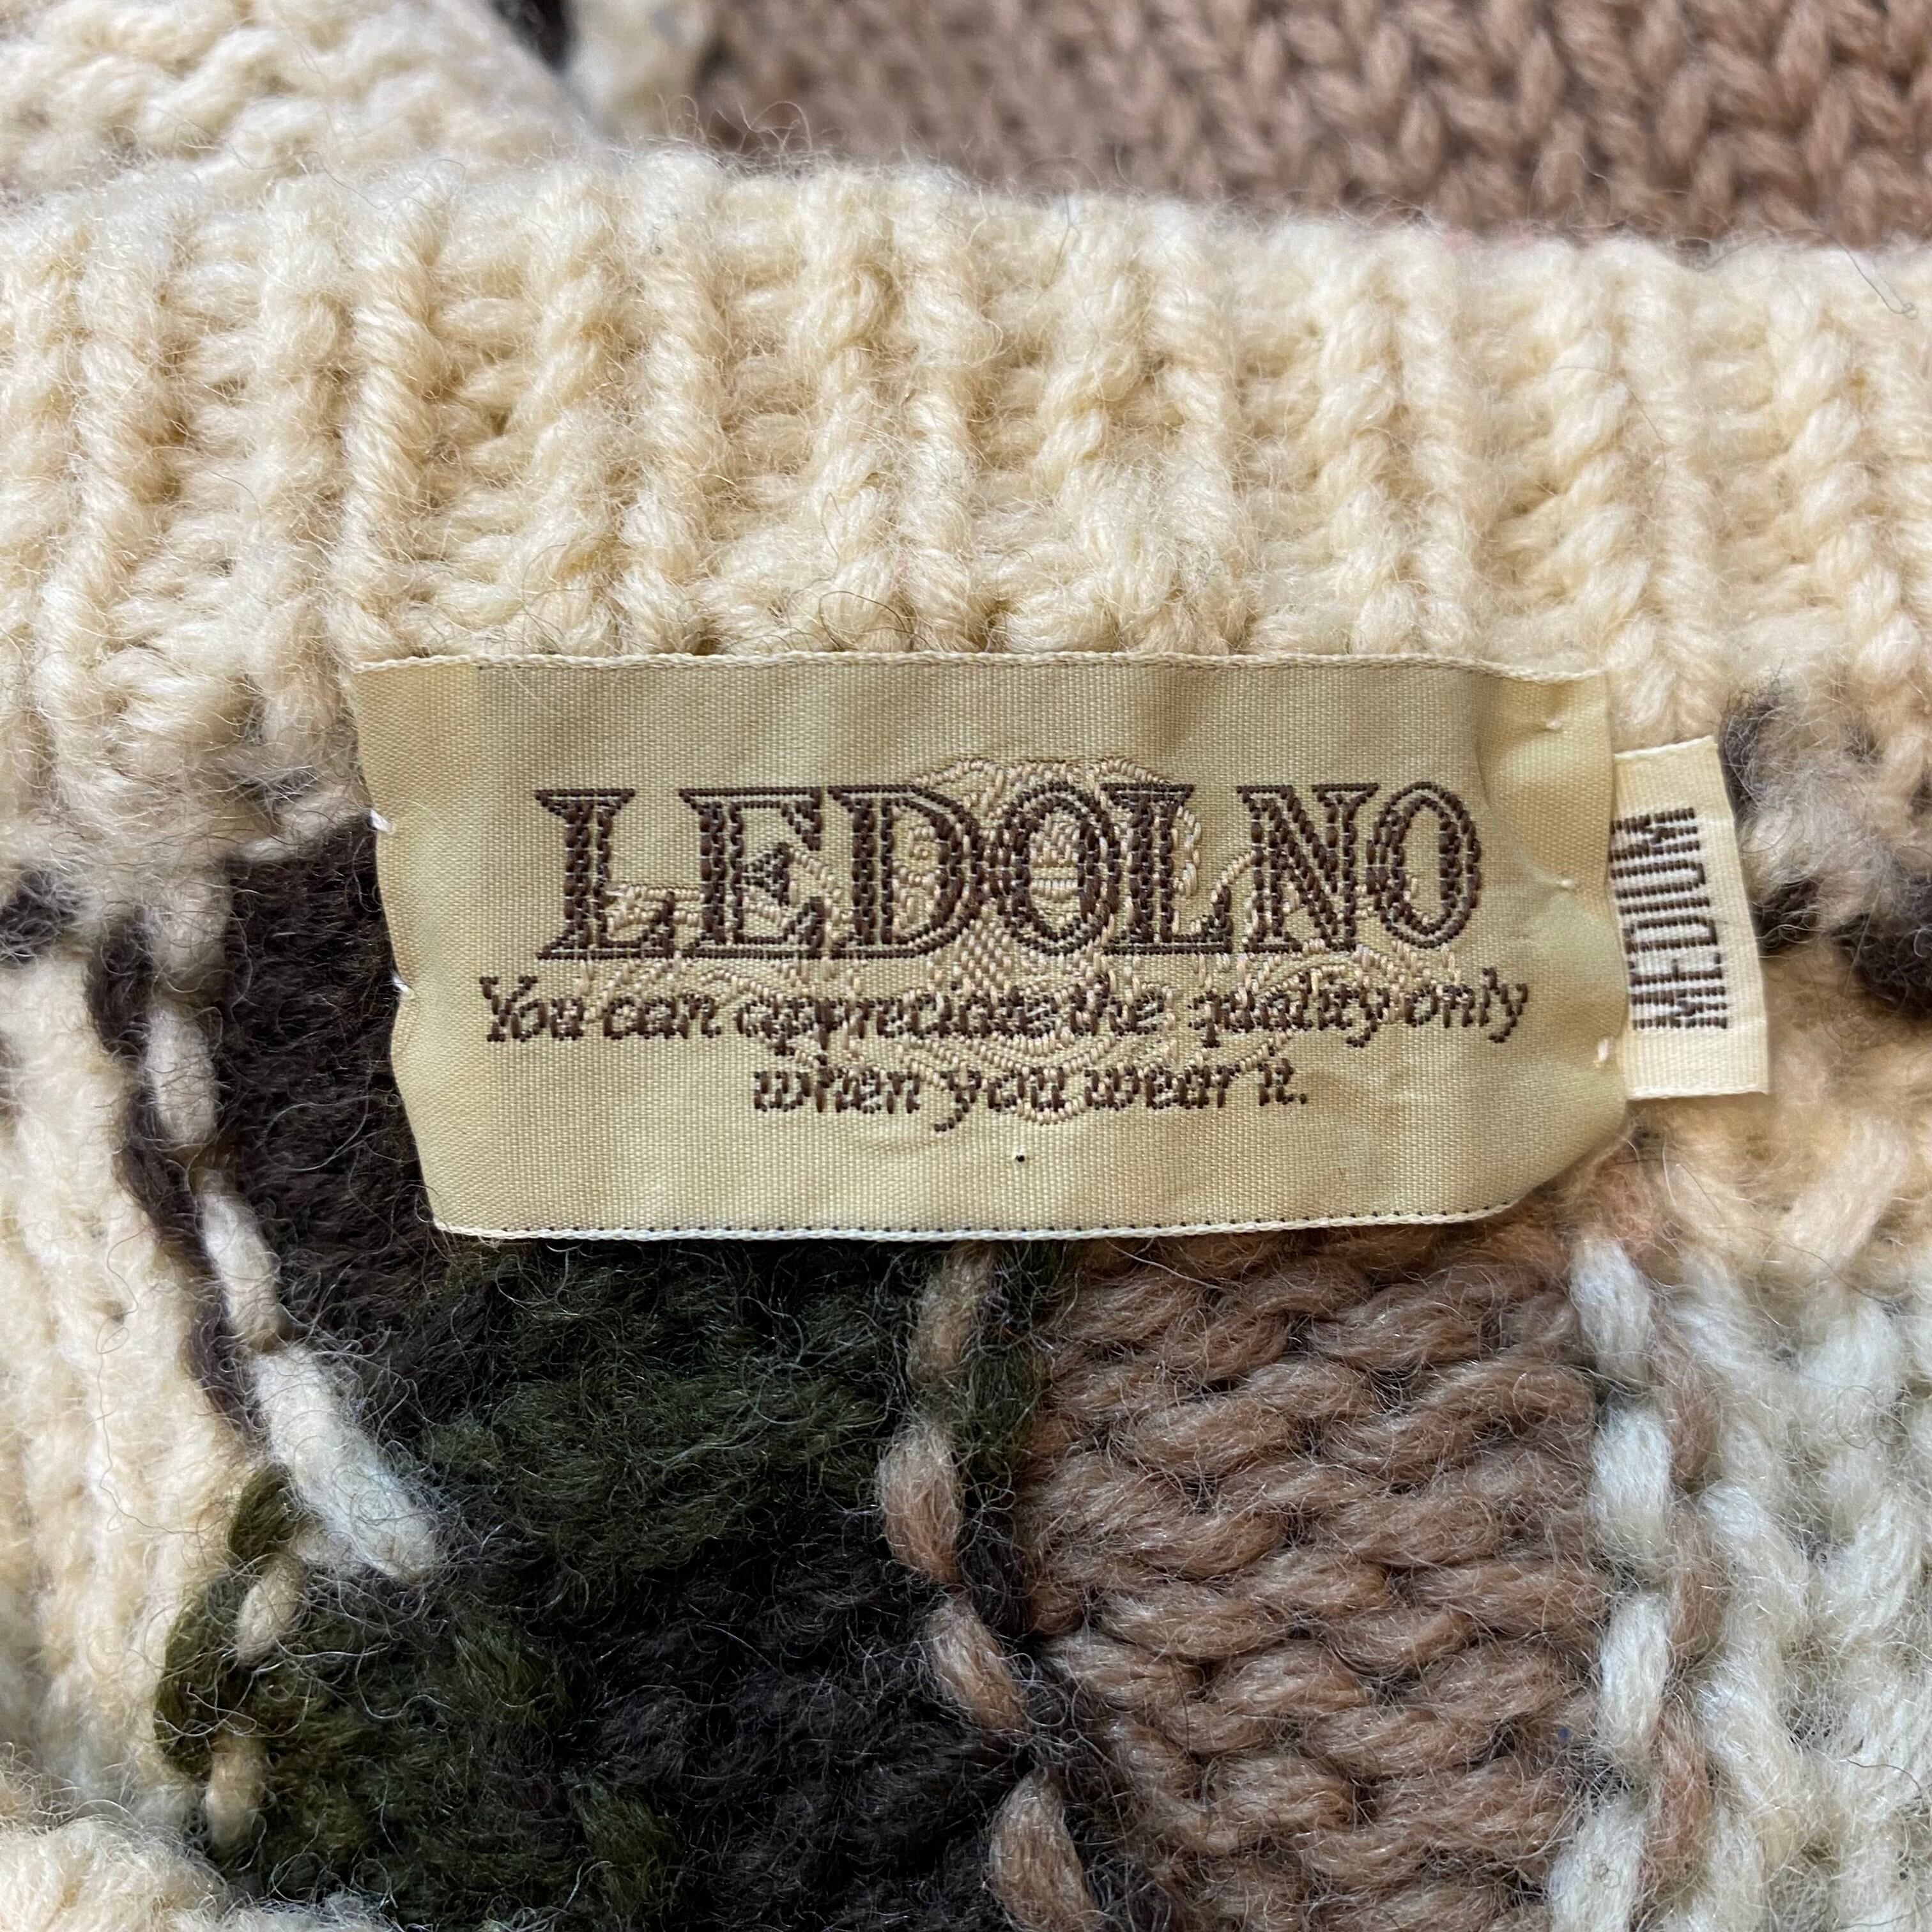 LEDOLNO
You can appreciate the quality only
when you wear it.
MEDIUM